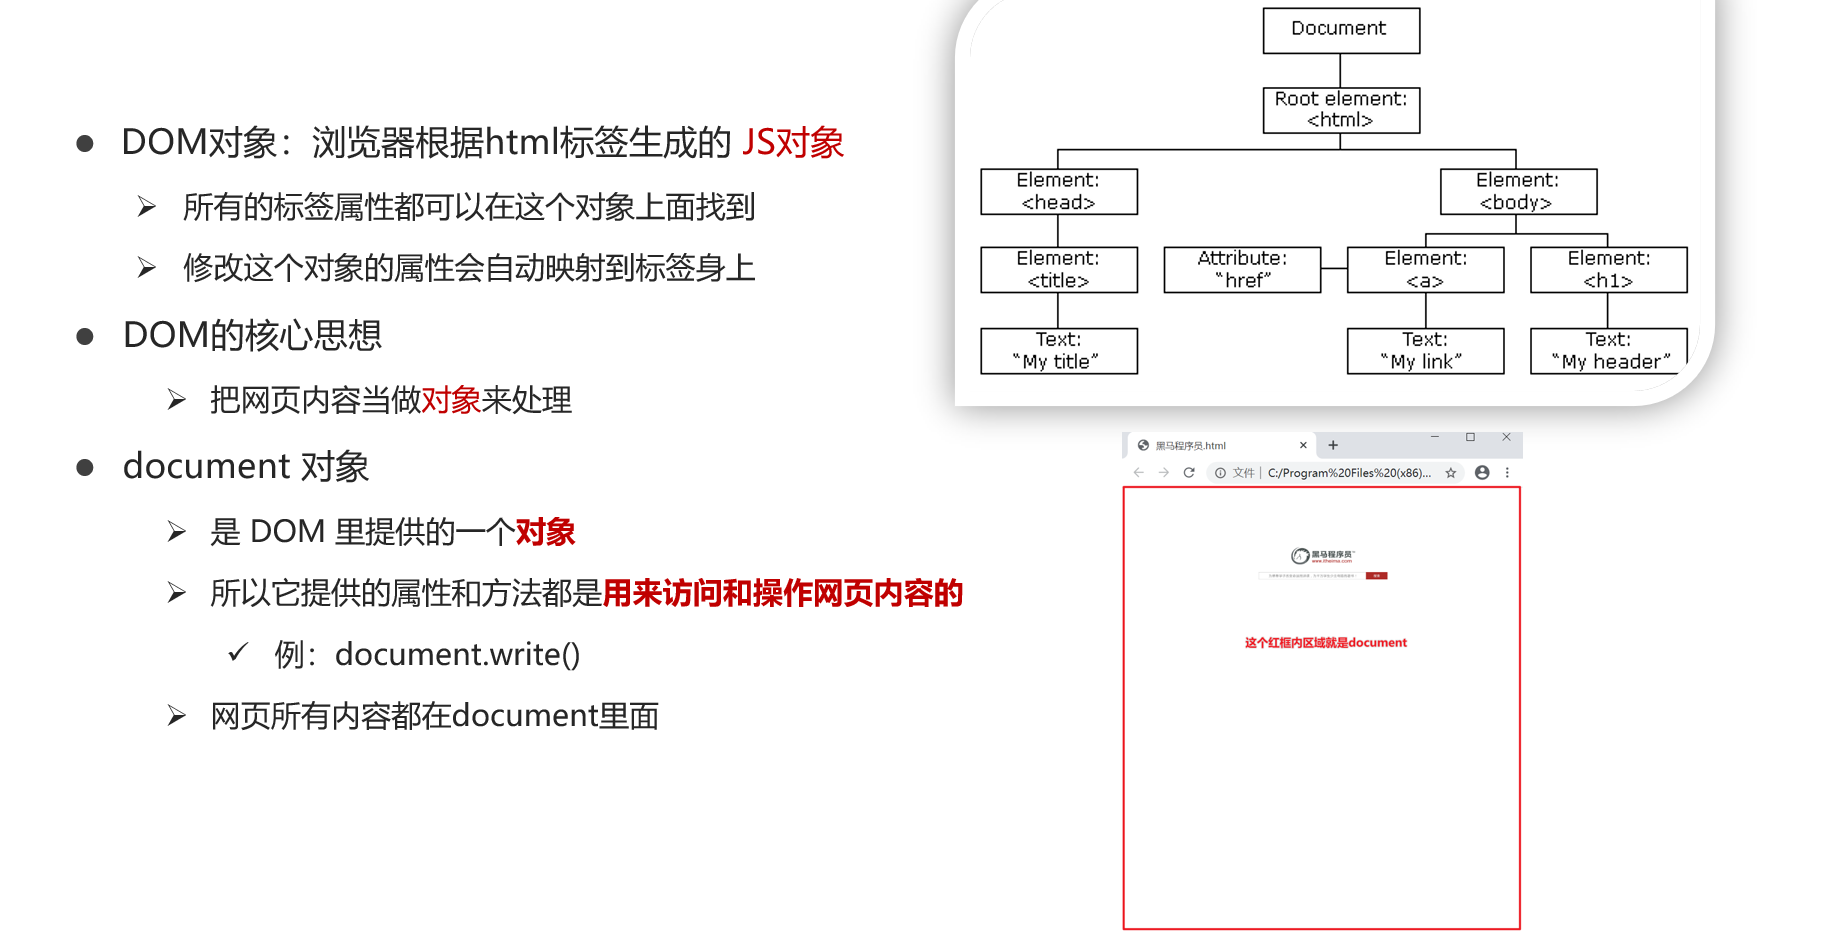 DOM对象：浏览器根据html标签生成的 JS对象
所有的标签属性都可以在这个对象上面找到
修改这个对象的属性会自动映射到标签身上
DOM的核心思想
把网页内容当做对象来处理
document 对象
是 DOM 里提供的一个对象
所以它提供的属性和方法都是用来访问和操作网页内容的
例：document.write()
网页所有内容都在document里面
Document
Root element:
<html>
Element:
<head>
Element:
<body>
Element:
<title>
Attribute:
“href”
Element:
<a>
Element:
<h1>
Text:
“My title”
Text:
“My link”
Text:
“My header”
黑马程序员.html
文件 | C:/Program%20Files%20(x86)...
黑马程序员
www.itheima.com
这个红框内区域就是document